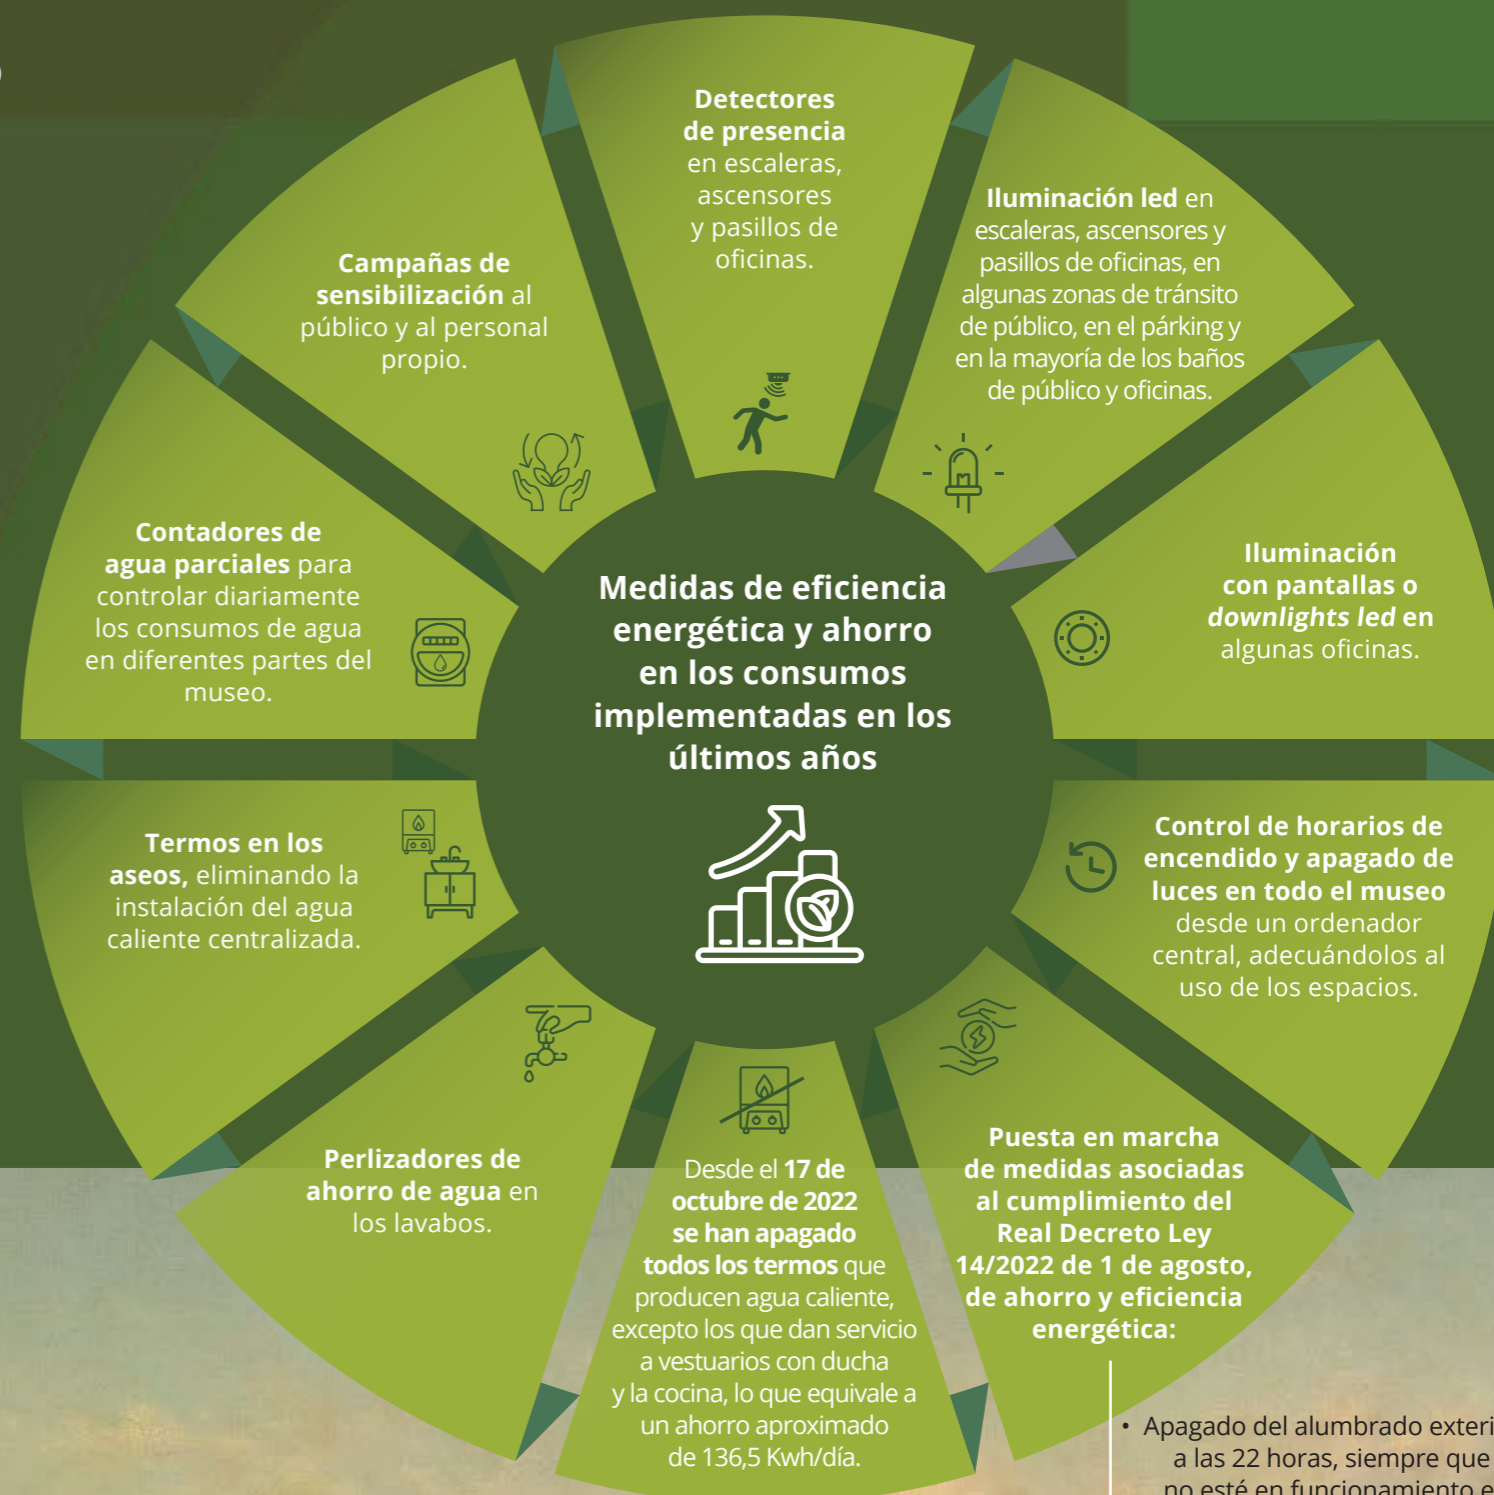 Medidas de eficiencia
energética y ahorro
en los consumos
implementadas en los
últimos años
Detectores
de presencia
en escaleras,
ascensores
y pasillos de
oficinas.
Iluminación led en
escaleras, ascensores y
pasillos de oficinas, en
algunas zonas de tránsito
de público, en el párking y
en la mayoría de los baños
de público y oficinas.
Iluminación
con pantallas o
downlights led en
algunas oficinas.
Control de horarios de
encendido y apagado de
luces en todo el museo
desde un ordenador
central, adecuándolos al
uso de los espacios.
Puesta en marcha
de medidas asociadas
al cumplimiento del
Real Decreto Ley
14/2022 de 1 de agosto,
de ahorro y eficiencia
energética:
• Apagado del alumbrado exteri
a las 22 horas, siempre que
no esté en funcionamiento e
Desde el 17 de
octubre de 2022
se han apagado
todos los termos que
producen agua caliente,
excepto los que dan servicio
a vestuarios con ducha
y la cocina, lo que equivale a
un ahorro aproximado
de 136,5 Kwh/día.
Perlizadores de
ahorro de agua en
los lavabos.
Termos en los
aseos, eliminando la
instalación del agua
caliente centralizada.
Contadores de
agua parciales para
controlar diariamente
los consumos de agua
en diferentes partes del
museo.
Campañas de
sensibilización al
público y al personal
propio.